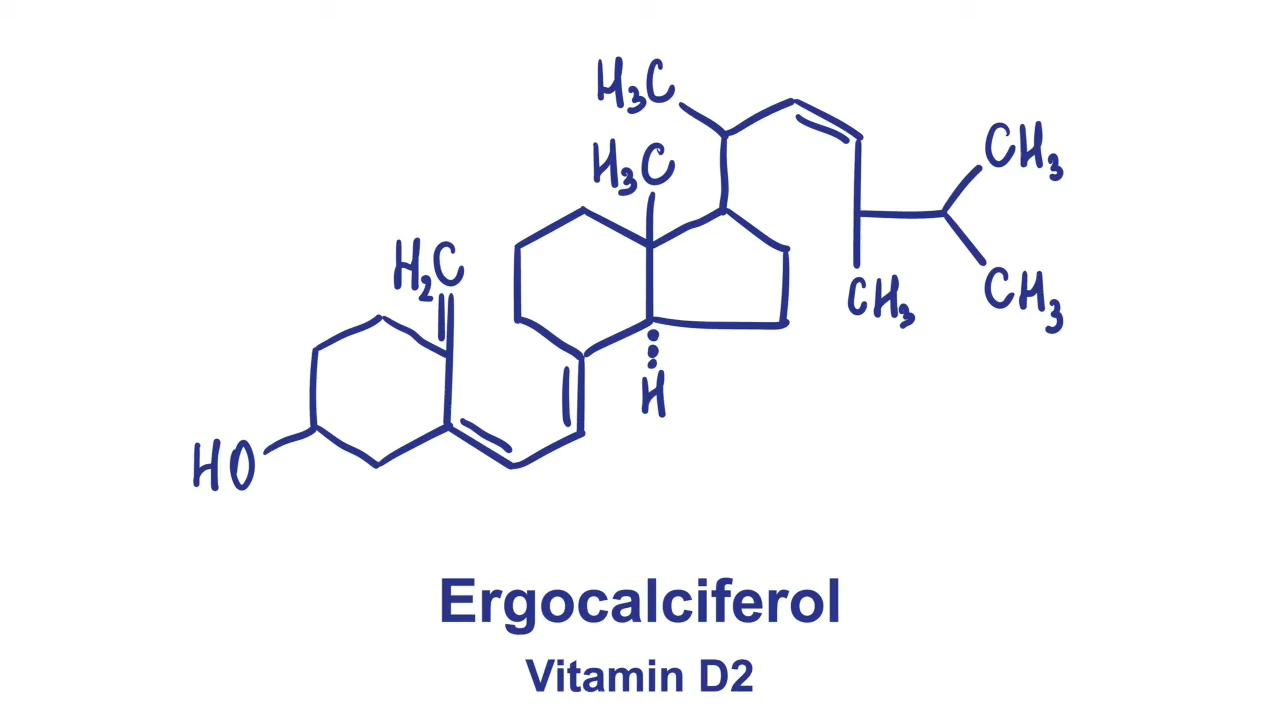 H₃C
H₃C
CH₃
H₂C
CH₃
CH₃
H
HO
Ergocalciferol
Vitamin D2